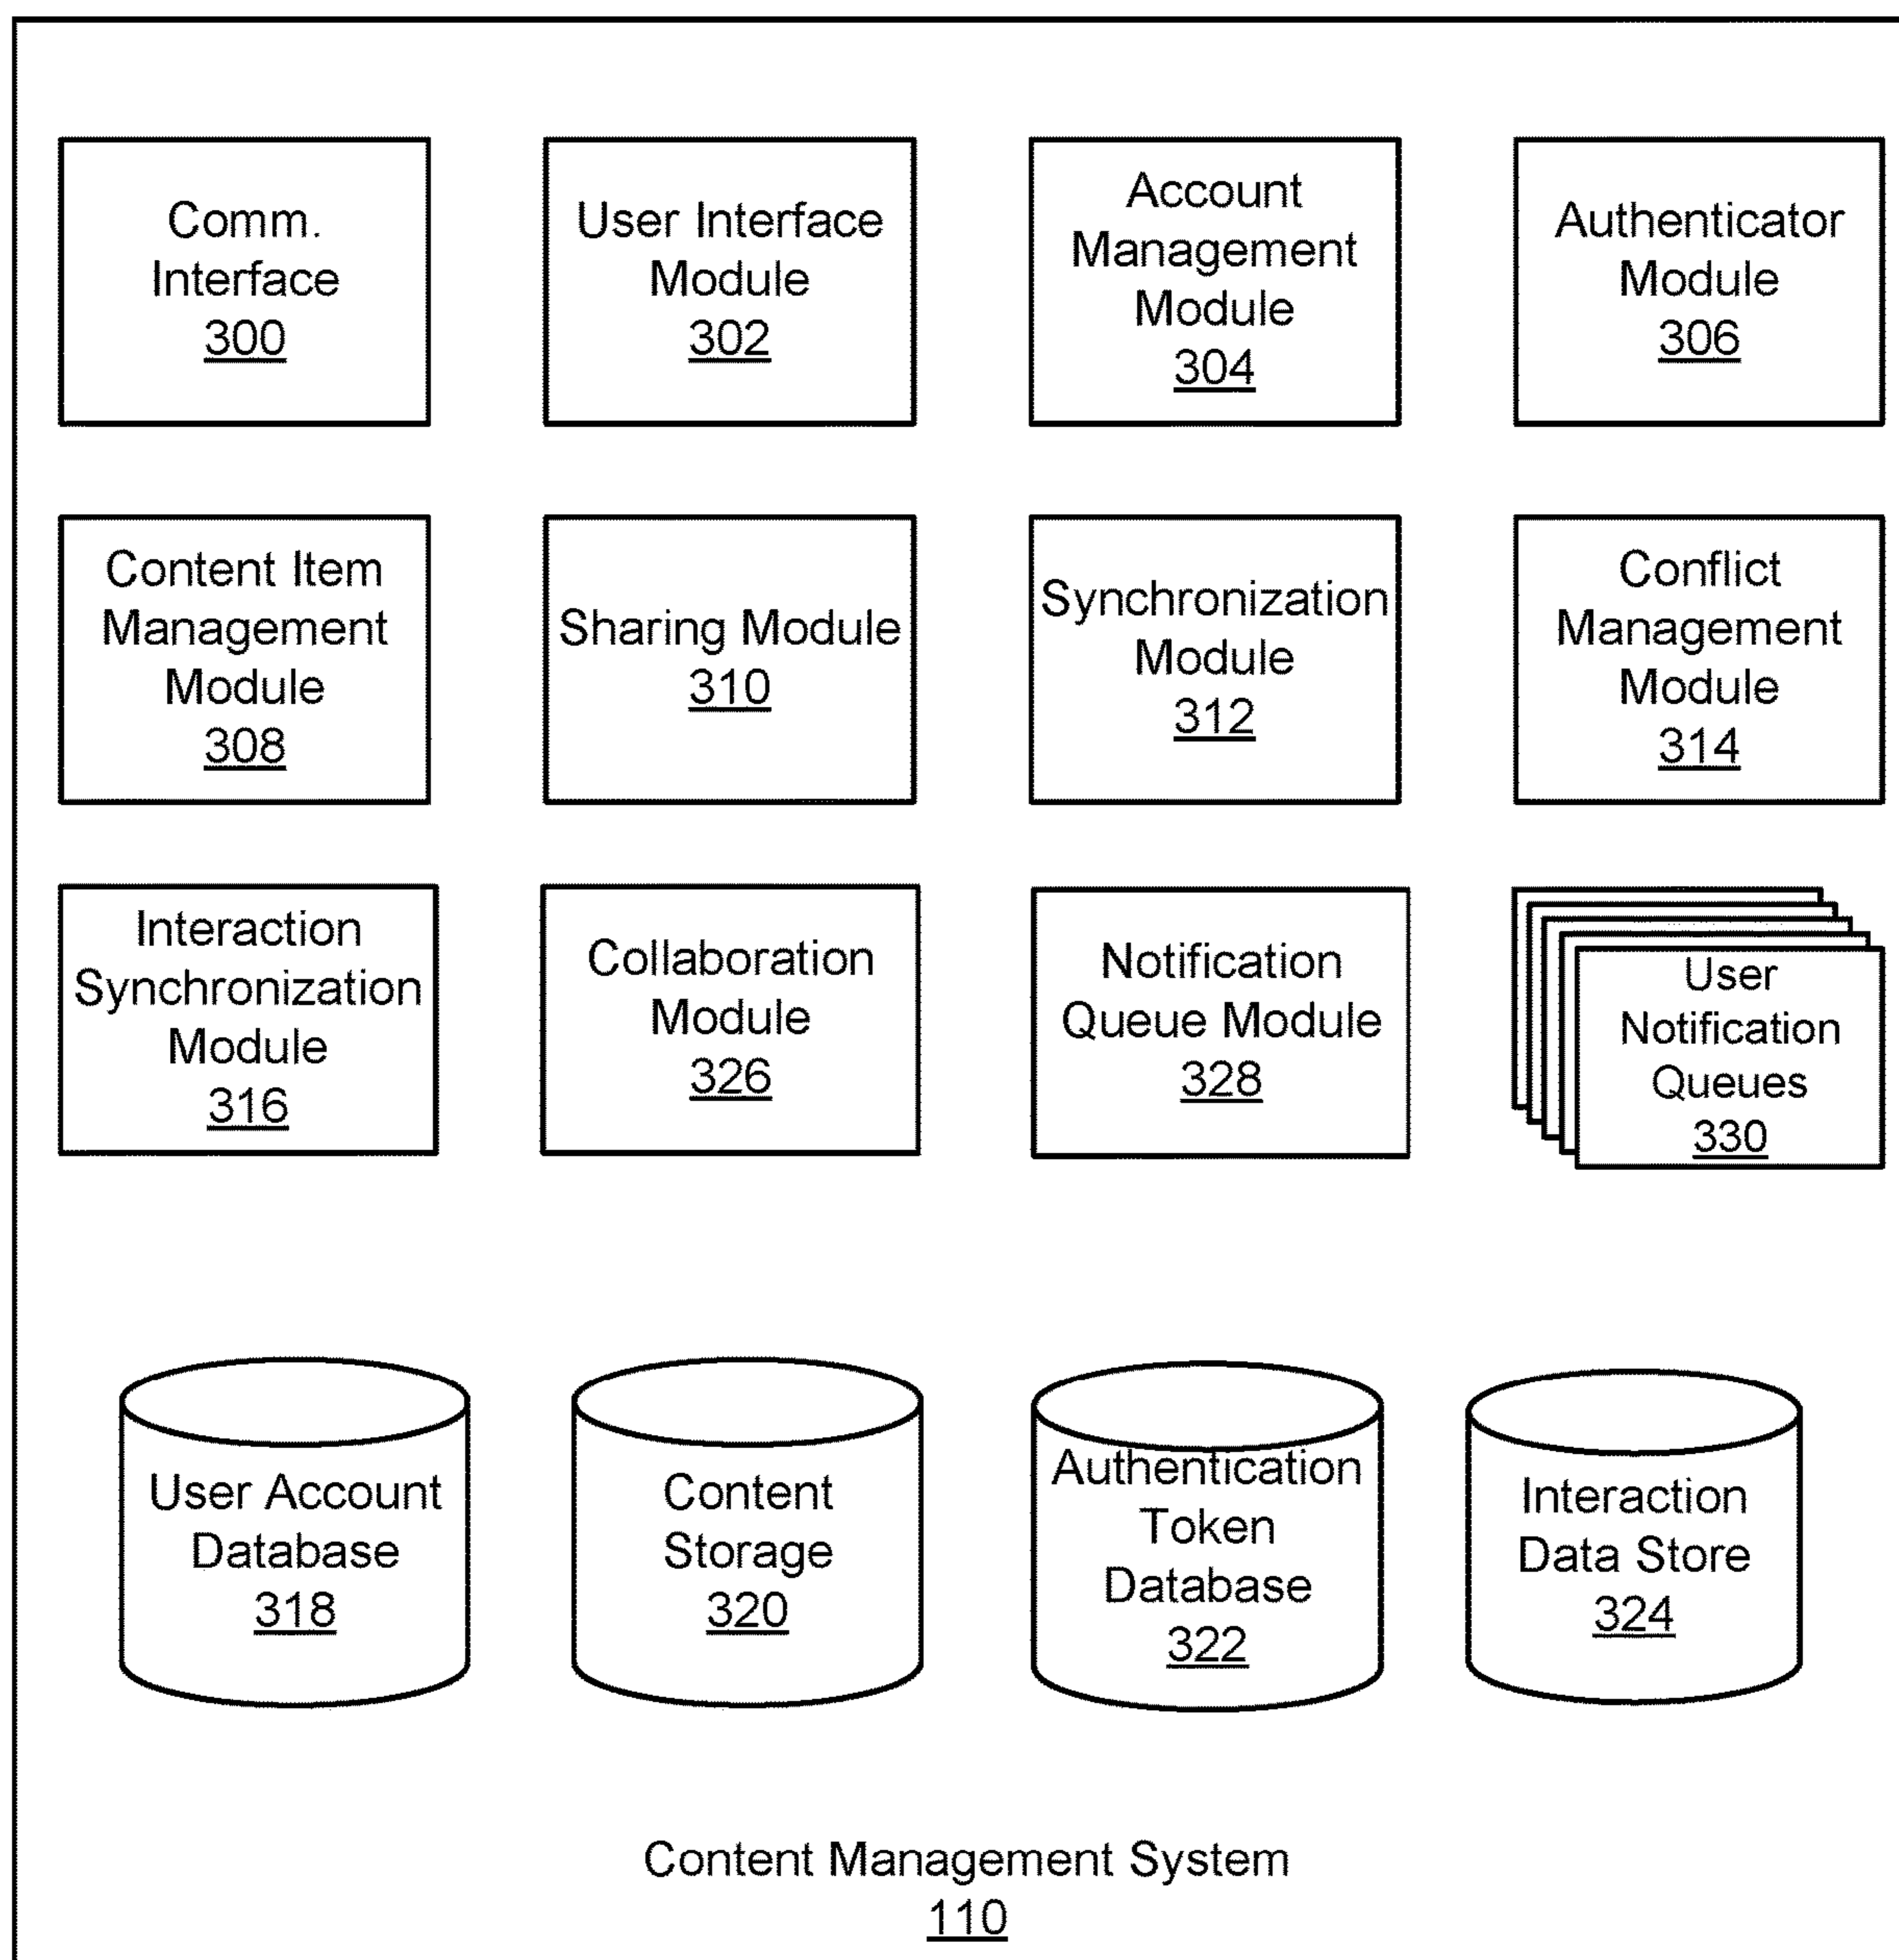 Comm.
Interface
300
User Interface
Module
302
Account
Management
Module
304
Authenticator
Module
306
Content Item
Management
Module
308
Sharing Module
310
Synchronization
Module
312
Conflict
Management
Module
314
Interaction
Synchronization
Module
316
Collaboration
Module
326
Notification
Queue Module
328
User
Notification
Queues
330
User Account
Database
318
Content
Storage
320
Authentication
Token
Database
322
Interaction
Data Store
324
Content Management System
110